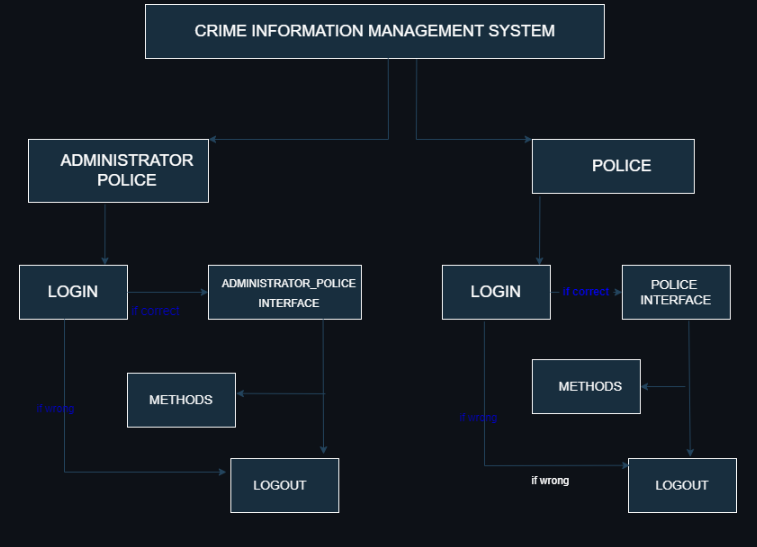 CRIME INFORMATION MANAGEMENT SYSTEM
ADMINISTRATOR
POLICE
POLICE
LOGIN
if correct
ADMINISTRATOR_POLICE
INTERFACE
LOGIN
if correct
POLICE
INTERFACE
METHODS
METHODS
if wrong
if wrong
LOGOUT
if wrong
LOGOUT